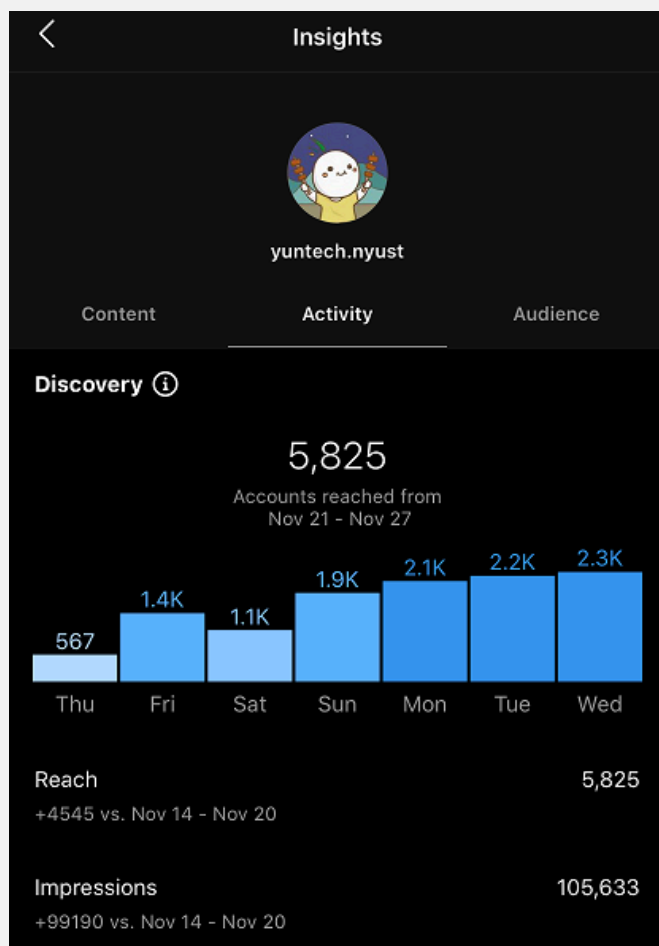 Insights
yuntech.nyust
Content Activity Audience
Discovery
5,825
Accounts reached from
Nov 21 - Nov 27
567 1.4K 1.1K 1.9K 2.1K 2.2K 2.3K
Thu Fri Sat Sun Mon Tue Wed
Reach 5,825
+4545 vs. Nov 14 - Nov 20
Impressions 105,633
+99190 vs. Nov 14 - Nov 20